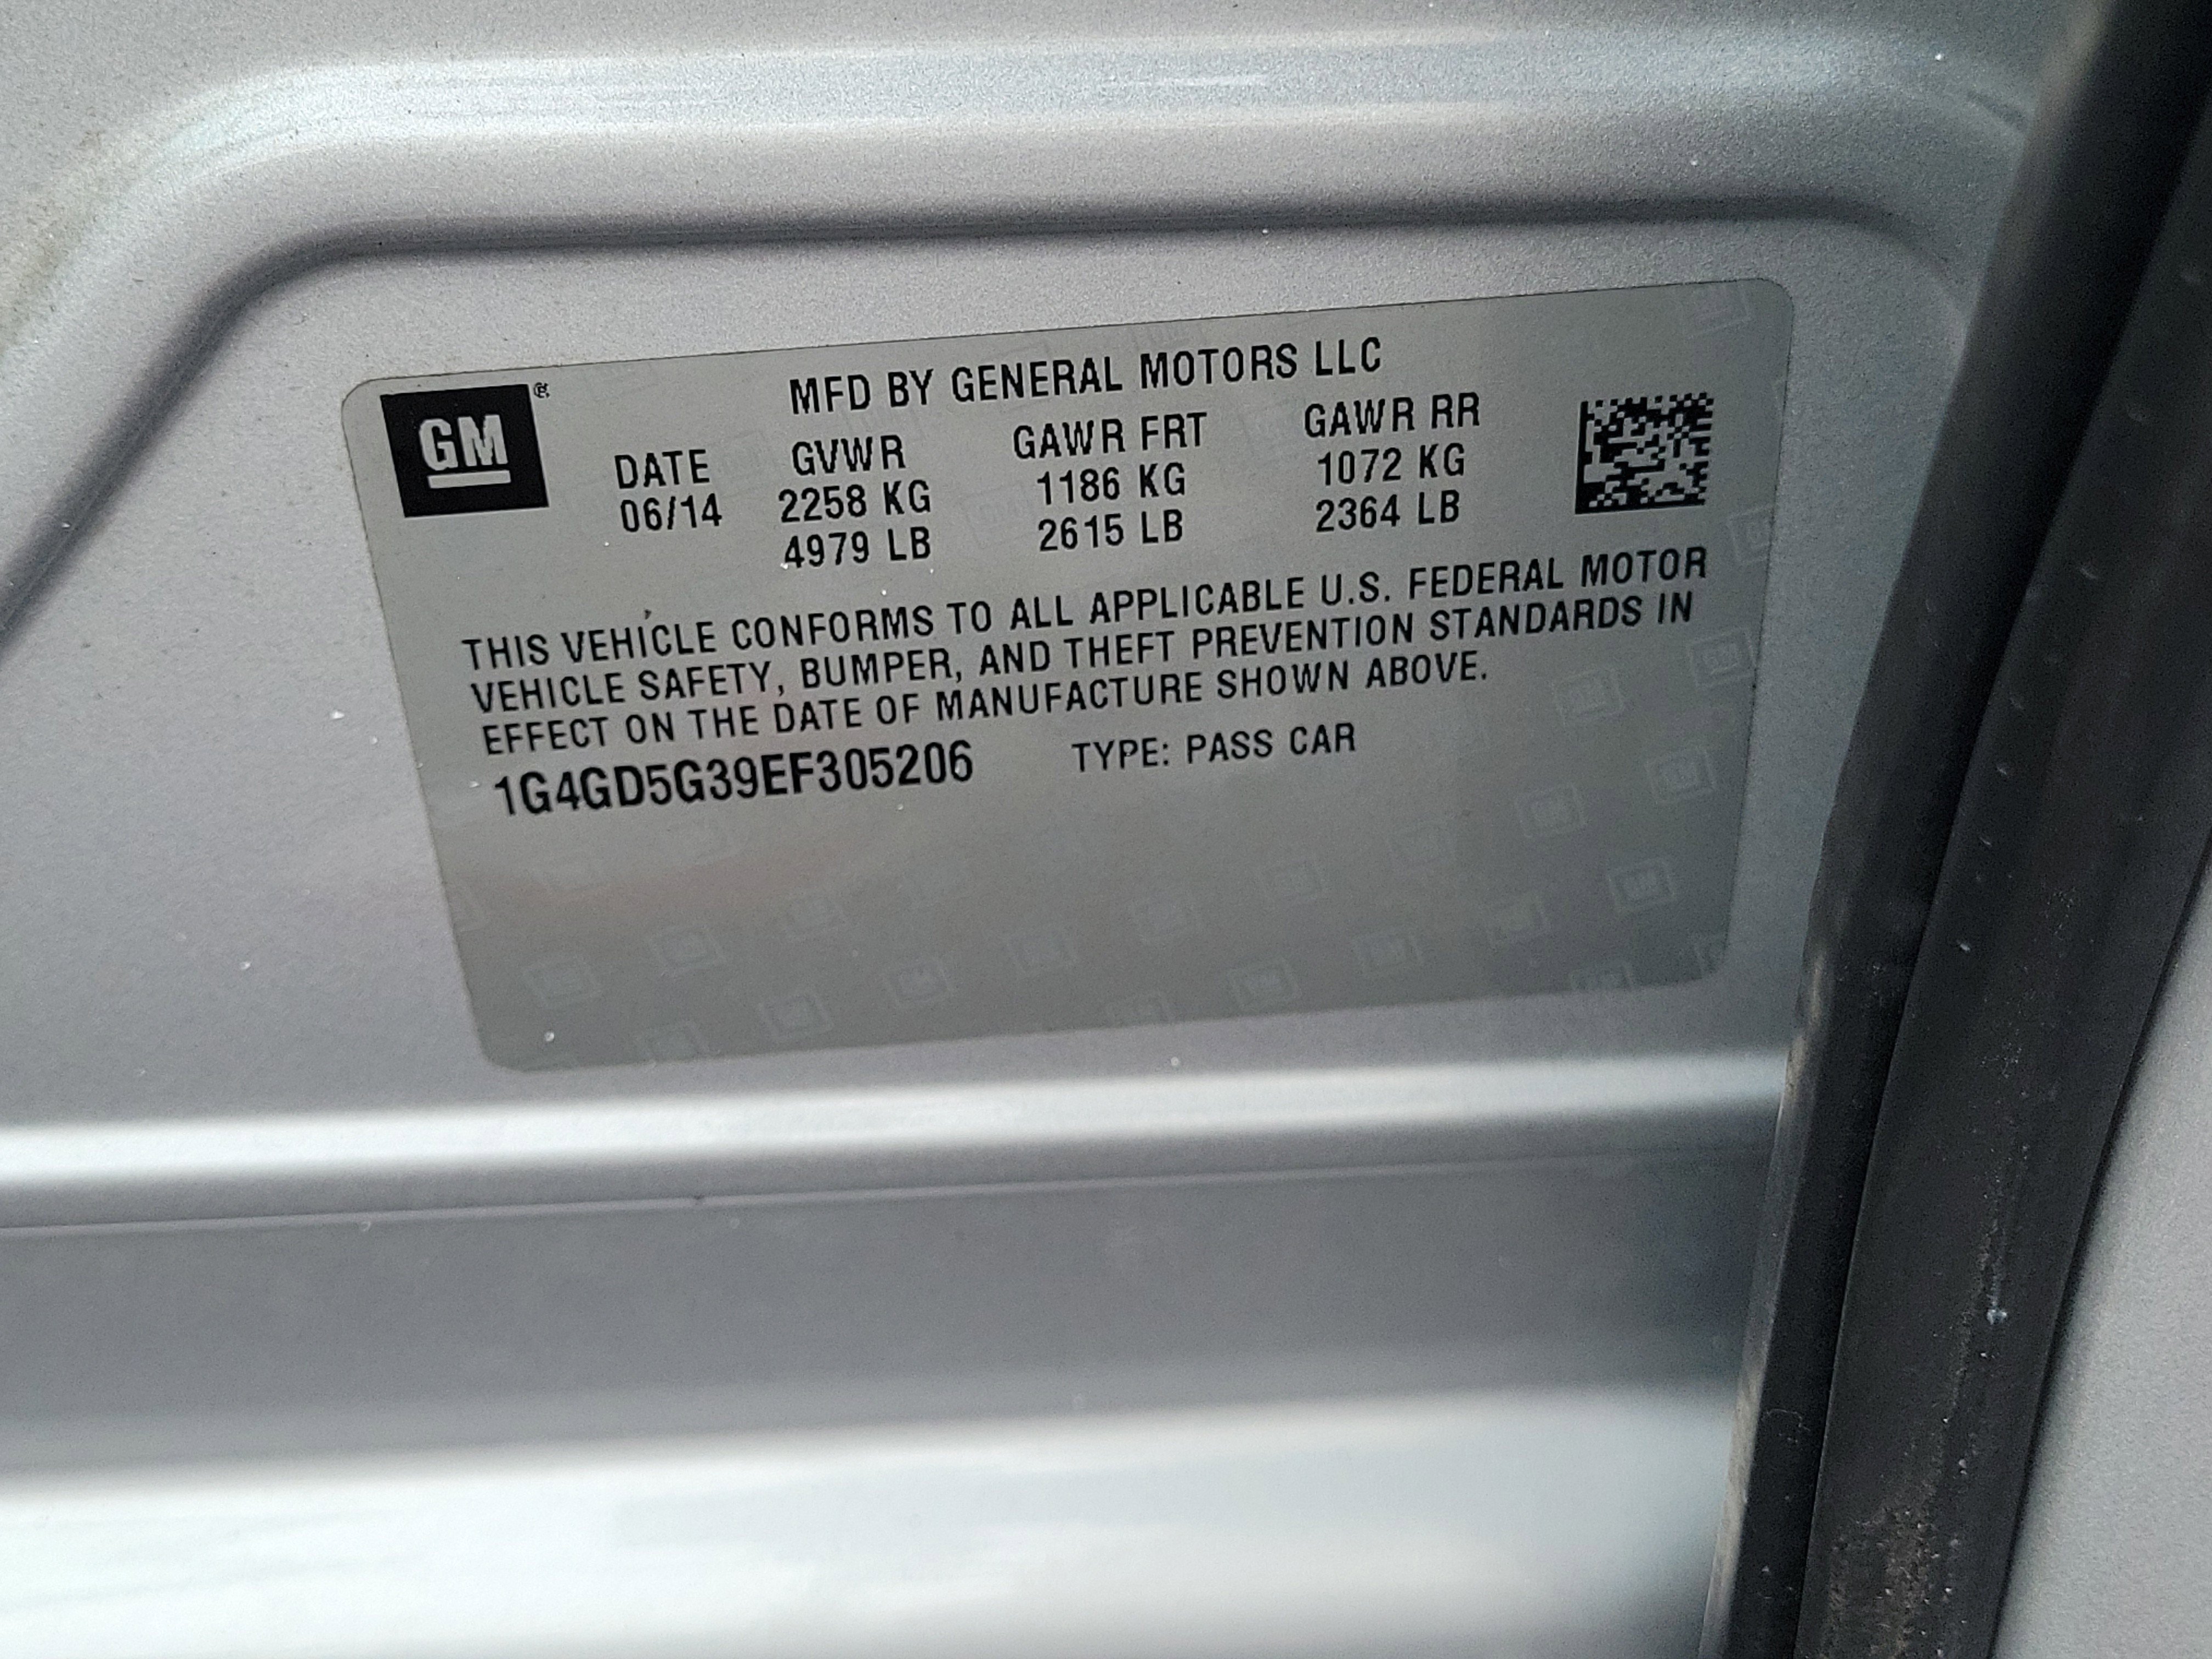 GM®
MFD BY GENERAL MOTORS LLC
DATE GVWR GAWR FRT GAWR RR
06/14 2258 KG 1186 KG 1072 KG
4979 LB 2615 LB 2364 LB
THIS VEHICLE CONFORMS TO ALL APPLICABLE U.S. FEDERAL MOTOR
VEHICLE SAFETY, BUMPER, AND THEFT PREVENTION STANDARDS IN
EFFECT ON THE DATE OF MANUFACTURE SHOWN ABOVE.
1G4GD5G39EF305206 TYPE: PASS CAR